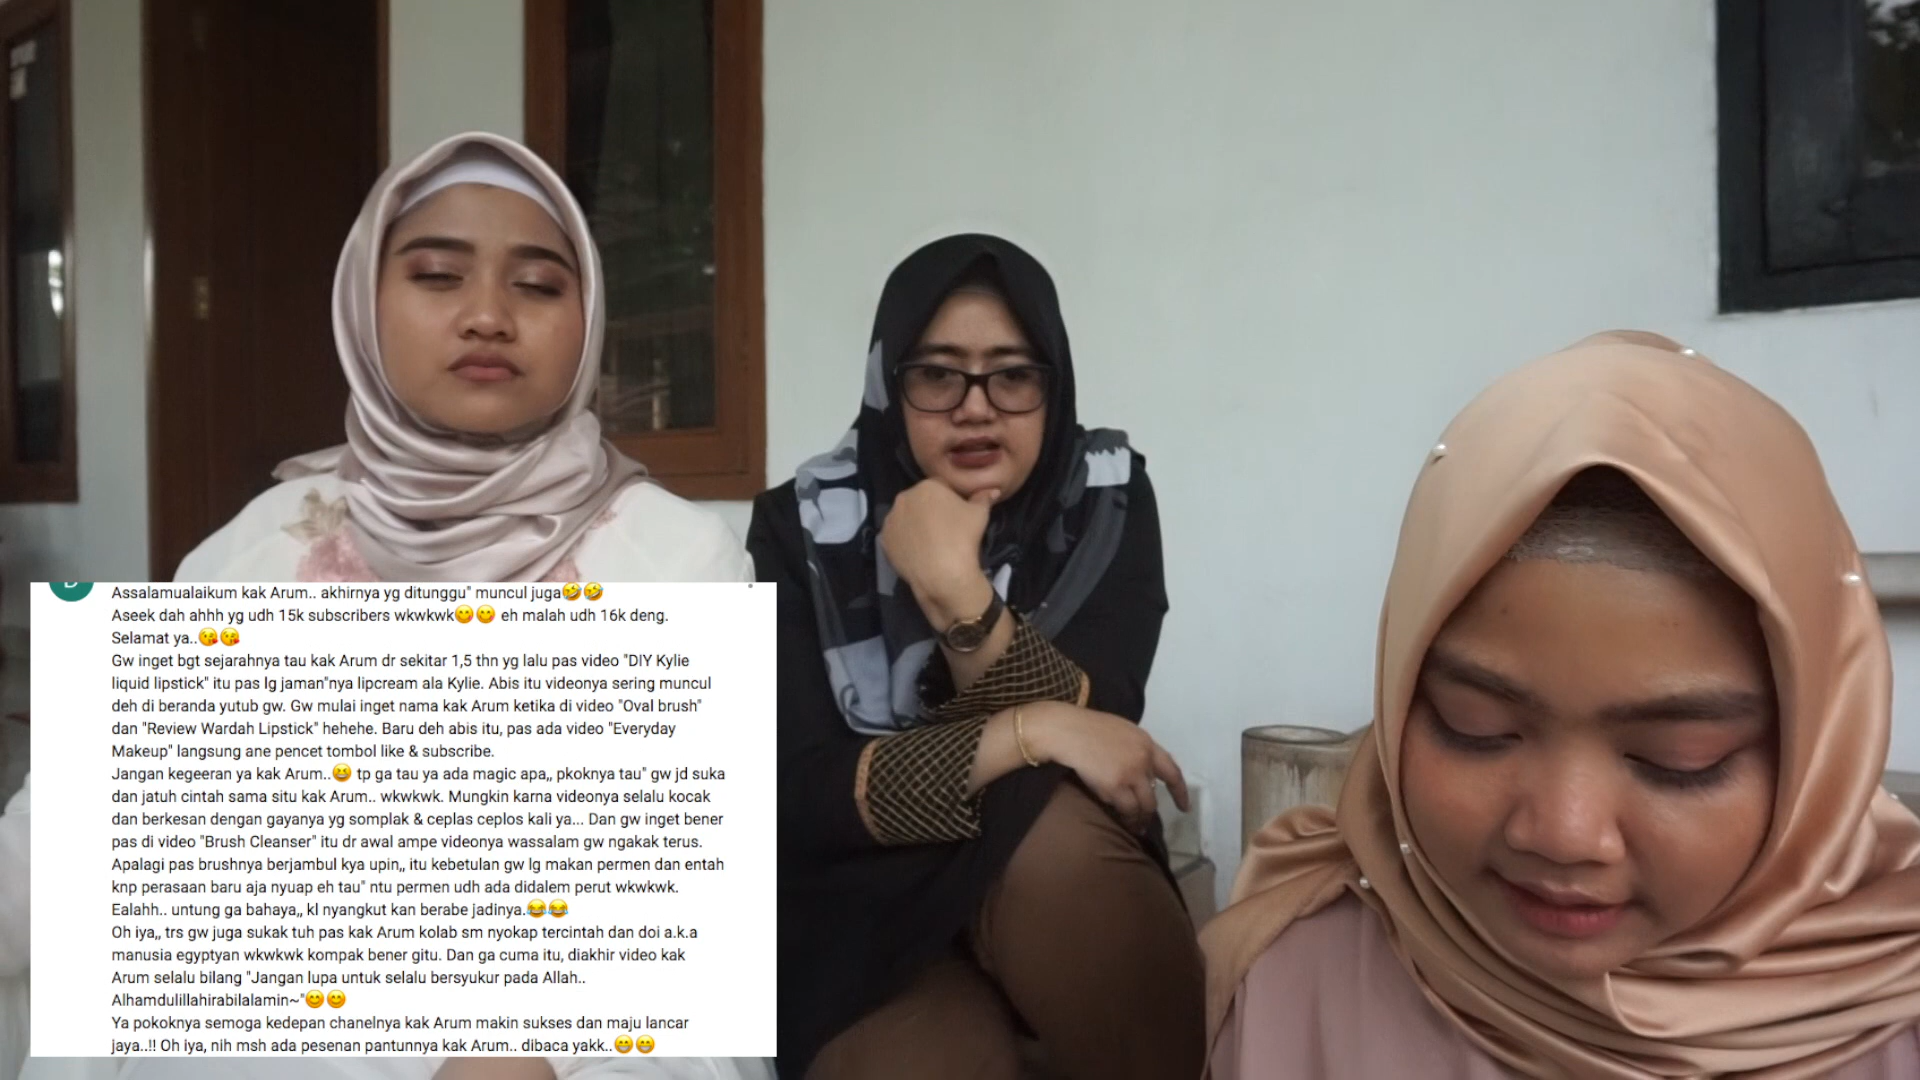 Assalamualaikum kak Arum.. akhirnya yg ditunggu" muncul juga🤣🤣
Aseek dah ahhh yg udh 15k subscribers wkwkwk😋😋 eh malah udh 16k deng.
Selamat ya..😘😘
Gw inget bgt sejarahnya tau kak Arum dr sekitar 1,5 thn yg lalu pas video "DIY Kylie
liquid lipstick" itu pas lg jaman"nya lipcream ala Kylie. Abis itu videonya sering muncul
deh di beranda yutub gw. Gw mulai inget nama kak Arum ketika di video "Oval brush"
dan "Review Wardah Lipstick" hehehe. Baru deh abis itu, pas ada video "Everyday
Makeup" langsung ane pencet tombol like & subscribe.
Jangan kegeeran ya kak Arum..😆 tp ga tau ya ada magic apa,, pkoknya tau" gw jd suka
dan jatuh cintah sama situ kak Arum.. wkwkwk. Mungkin karna videonya selalu kocak
dan berkesan dengan gayanya yg somplak & ceplas ceplos kali ya... Dan gw inget bener
pas di video "Brush Cleanser" itu dr awal ampe videonya wassalam gw ngakak terus.
Apalagi pas brushnya berjambul kya upin,, itu kebetulan gw lg makan permen dan entah
knp perasaan baru aja nyuap eh tau" ntu permen udh ada didalem perut wkwkwk.
Ealahh.. untung ga bahaya,, kl nyangkut kan berabe jadinya.😂😂
Oh iya,, trs gw juga sukak tuh pas kak Arum kolab sm nyokap tercintah dan doi a.k.a
manusia egyptyan wkwkwk kompak bener gitu. Dan ga cuma itu, diakhir video kak
Arum selalu bilang "Jangan lupa untuk selalu bersyukur pada Allah..
Alhamdulillahirabilalamin~"😊😊
Ya pokoknya semoga kedepan chanelnya kak Arum makin sukses dan maju lancar
jaya..!! Oh iya, nih msh ada pesenan pantunnya kak Arum.. dibaca yakk..😁😁